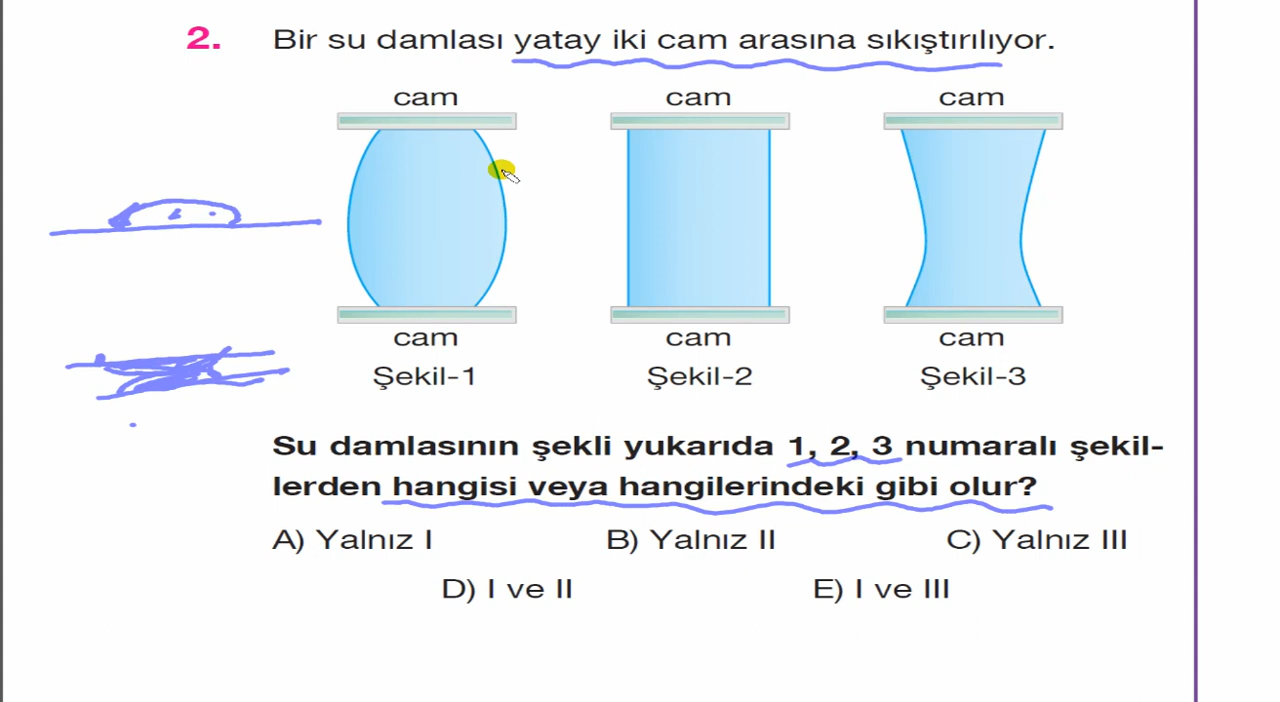 2. Bir su damlası yatay iki cam arasına sıkıştırılıyor.
cam cam cam
cam cam cam
Şekil-1 Şekil-2 Şekil-3
Su damlasının şekli yukarıda 1, 2, 3 numaralı şekil-
lerden hangisi veya hangilerindeki gibi olur?
A) Yalnız I B) Yalnız II C) Yalnız III
D) I ve II E) I ve III